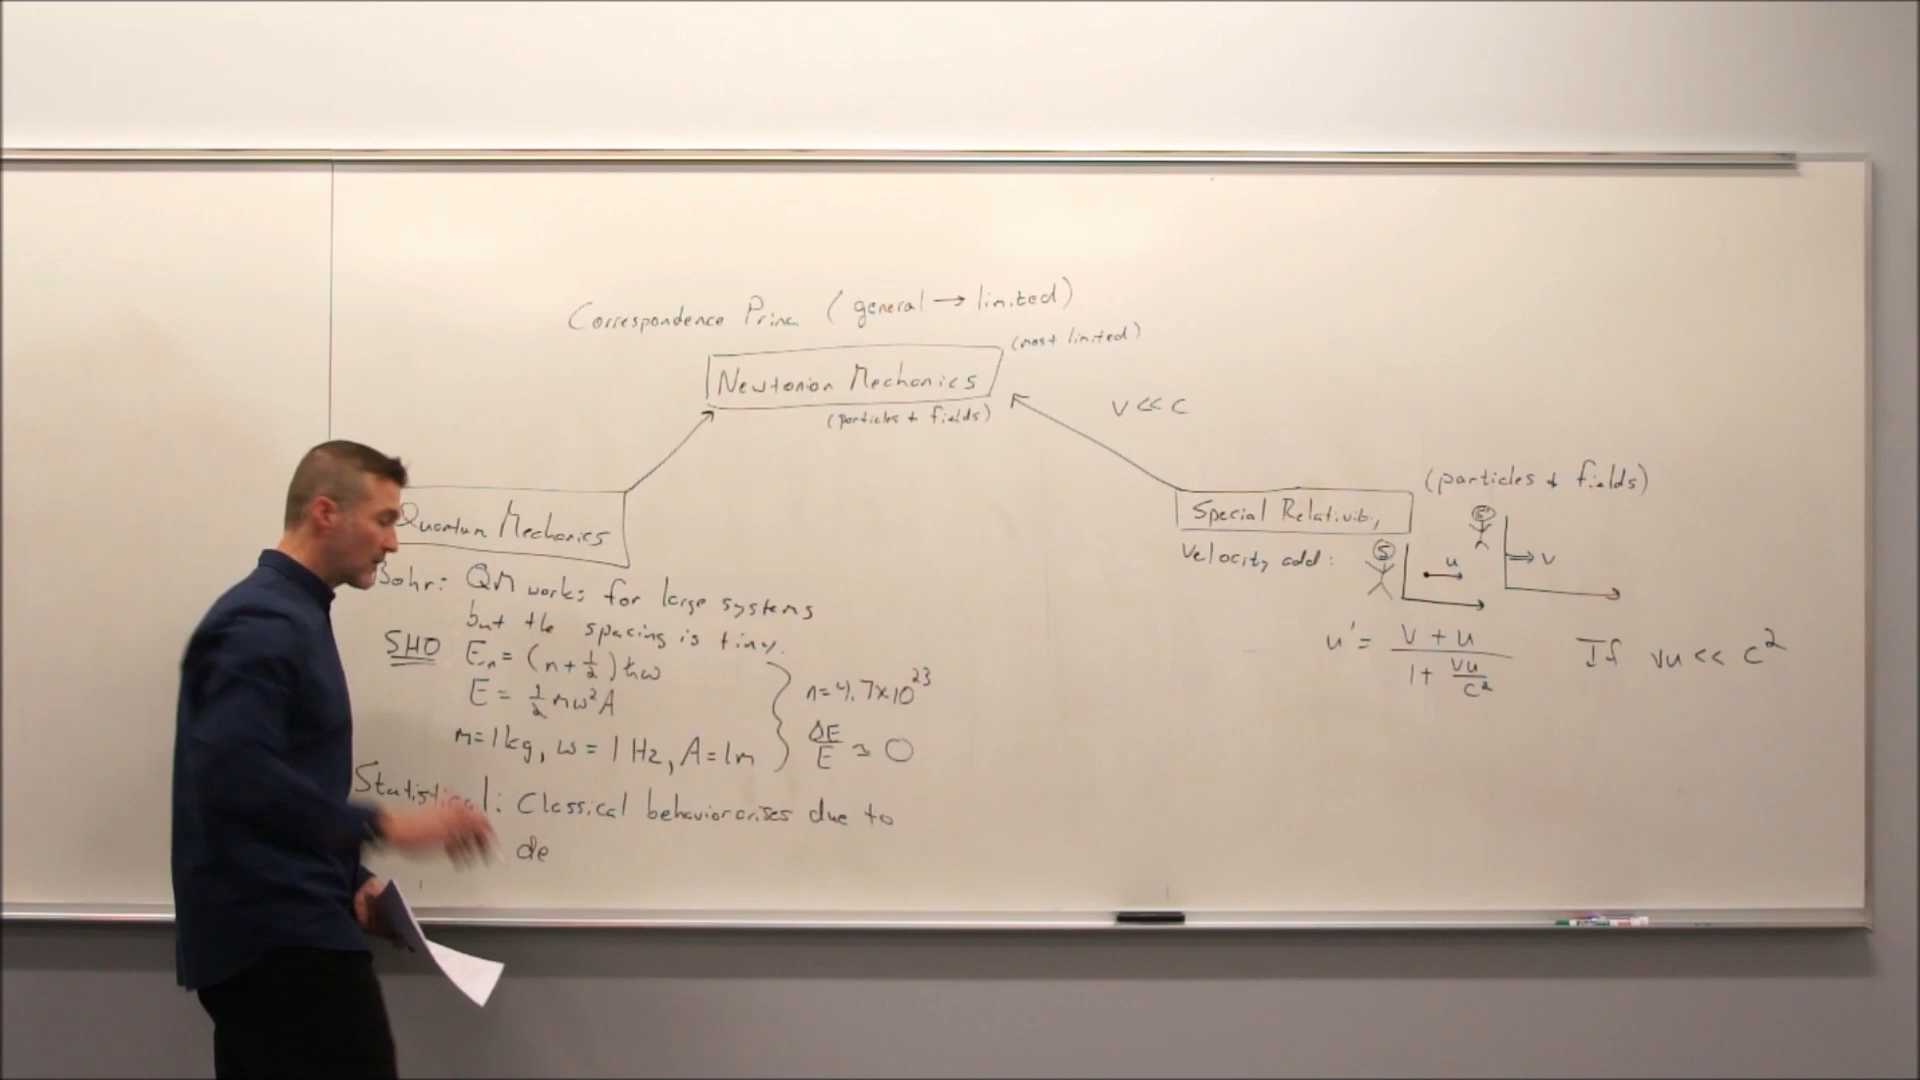 Correspondence Princ (general → limited)
(most limited)
Newtonian Mechanics
(particles + fields)
v << c
Quantum Mechanics
Bohr: QM works for large systems
but the spacing is tiny.
SHO Eₙ = (n + 1/2)ℏω
E = 1/2 mω²A
m = 1 kg, ω = 1 Hz, A = 1m
n = 4.7×10²³
ΔE/E ≈ 0
Statistical: Classical behavior arises due to
de
Special Relativity
(particles + fields)
Velocity add:
S
u
S'
v
u' = (v + u)/(1 + vu/c²) If vu << c²